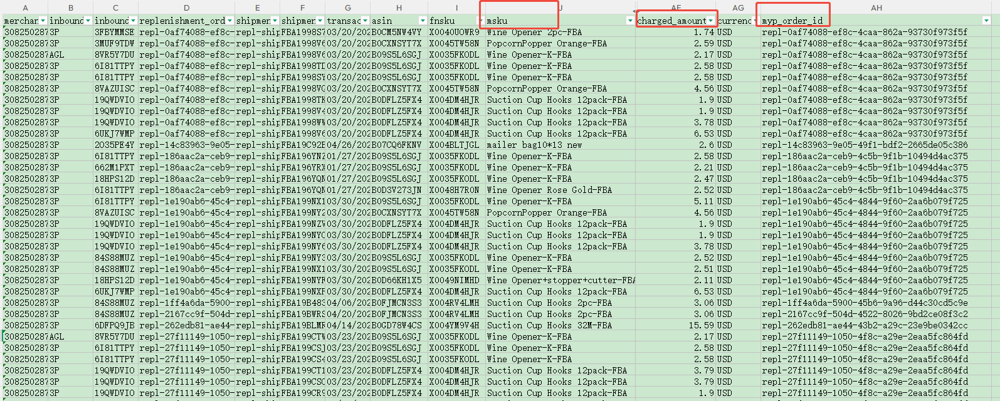 A B C D E F G H I J AF AG AH
merchan inbound inbound replenishment_ord shipmer shipmer transac asin fnsku msku charged_amount currenc myp_order_id
308250287 3P 3FBYMMSE repl-0af74088-ef8c- repl-ship FBA1998S7 03/20/202 B0CM5NW4VY X0040UOWR9 Wine Opener 2pc-FBA 1.74 USD repl-0af74088-ef8c-4caa-862a-93730f973f5f
308250287 3P 3MUF9TDW repl-0af74088-ef8c- repl-ship FBA1998V6 03/20/202 B0CXNSYT7X X0045TW58N PopcornPopper Orange-FBA 2.59 USD repl-0af74088-ef8c-4caa-862a-93730f973f5f
308250287 AGL 8VR5Y7DU repl-0af74088-ef8c- repl-ship FBA1998V6 03/20/202 B09S5L6SGJ X0035FKODL Wine Opener-K-FBA 2.17 USD repl-0af74088-ef8c-4caa-862a-93730f973f5f
308250287 3P 6I81TTPY repl-0af74088-ef8c- repl-ship FBA1998TD 03/20/202 B09S5L6SGJ X0035FKODL Wine Opener-K-FBA 2.58 USD repl-0af74088-ef8c-4caa-862a-93730f973f5f
308250287 3P 6I81TTPY repl-0af74088-ef8c- repl-ship FBA1998SY 03/20/202 B09S5L6SGJ X0035FKODL Wine Opener-K-FBA 2.58 USD repl-0af74088-ef8c-4caa-862a-93730f973f5f
308250287 3P 8VAZUISC repl-0af74088-ef8c- repl-ship FBA1998VG 03/20/202 B0CXNSYT7X X0045TW58N PopcornPopper Orange-FBA 4.56 USD repl-0af74088-ef8c-4caa-862a-93730f973f5f
308250287 3P 19QWDVIO repl-0af74088-ef8c- repl-ship FBA1998TK 03/20/202 B0DFLZ5FX4 X004DM4HJR Suction Cup Hooks 12pack-FBA 1.9 USD repl-0af74088-ef8c-4caa-862a-93730f973f5f
308250287 3P 19QWDVIO repl-0af74088-ef8c- repl-ship FBA1998V4 03/20/202 B0DFLZ5FX4 X004DM4HJR Suction Cup Hooks 12pack-FBA 1.9 USD repl-0af74088-ef8c-4caa-862a-93730f973f5f
308250287 3P 19QWDVIO repl-0af74088-ef8c- repl-ship FBA1998WW 03/20/202 B0DFLZ5FX4 X004DM4HJR Suction Cup Hooks 12pack-FBA 3.78 USD repl-0af74088-ef8c-4caa-862a-93730f973f5f
308250287 3P 6UKJ7WMP repl-0af74088-ef8c- repl-ship FBA1998V6 03/20/202 B0DFLZ5FX4 X004DM4HJR Suction Cup Hooks 12pack-FBA 6.53 USD repl-0af74088-ef8c-4caa-862a-93730f973f5f
308250287 3P 2O35PE4Y repl-14c83963-9e05- repl-ship FBA19C92E 04/26/202 B07CQ6FKNV X004BLTJGL mailer bag10*13 new 2.6 USD repl-14c83963-9e05-49f1-bdf2-2665de05c386
308250287 3P 6I81TTPY repl-186aac2a-ceb9- repl-ship FBA196YNZ 01/27/202 B09S5L6SGJ X0035FKODL Wine Opener-K-FBA 2.58 USD repl-186aac2a-ceb9-4c5b-9f1b-10494d4ac375
308250287 3P 662M1PXT repl-186aac2a-ceb9- repl-ship FBA196YRX 01/27/202 B09S5L6SGJ X0035FKODL Wine Opener-K-FBA 2.21 USD repl-186aac2a-ceb9-4c5b-9f1b-10494d4ac375
308250287 3P 18HPS12D repl-186aac2a-ceb9- repl-ship FBA196YQN 01/27/202 B09S5L6SGJ X0035FKODL Wine Opener-K-FBA 2.47 USD repl-186aac2a-ceb9-4c5b-9f1b-10494d4ac375
308250287 3P 6I81TTPY repl-186aac2a-ceb9- repl-ship FBA196YQN 01/27/202 B0D3V273JN X0048H7RON Wine Opener Rose Gold-FBA 2.52 USD repl-186aac2a-ceb9-4c5b-9f1b-10494d4ac375
308250287 3P 6I81TTPY repl-1e190ab6-45c4- repl-ship FBA199NX1 03/30/202 B09S5L6SGJ X0035FKODL Wine Opener-K-FBA 5.11 USD repl-1e190ab6-45c4-4844-9f60-2aa6b079f725
308250287 3P 8VAZUISC repl-1e190ab6-45c4- repl-ship FBA199NY2 03/30/202 B0CXNSYT7X X0045TW58N PopcornPopper Orange-FBA 4.56 USD repl-1e190ab6-45c4-4844-9f60-2aa6b079f725
308250287 3P 19QWDVIO repl-1e190ab6-45c4- repl-ship FBA199NZV 03/30/202 B0DFLZ5FX4 X004DM4HJR Suction Cup Hooks 12pack-FBA 1.9 USD repl-1e190ab6-45c4-4844-9f60-2aa6b079f725
308250287 3P 19QWDVIO repl-1e190ab6-45c4- repl-ship FBA199NYC 03/30/202 B0DFLZ5FX4 X004DM4HJR Suction Cup Hooks 12pack-FBA 1.9 USD repl-1e190ab6-45c4-4844-9f60-2aa6b079f725
308250287 3P 19QWDVIO repl-1e190ab6-45c4- repl-ship FBA199NY6 03/30/202 B0DFLZ5FX4 X004DM4HJR Suction Cup Hooks 12pack-FBA 3.78 USD repl-1e190ab6-45c4-4844-9f60-2aa6b079f725
308250287 3P 84S88MUZ repl-1e190ab6-45c4- repl-ship FBA199NY3 03/30/202 B09S5L6SGJ X0035FKODL Wine Opener-K-FBA 2.52 USD repl-1e190ab6-45c4-4844-9f60-2aa6b079f725
308250287 3P 84S88MUZ repl-1e190ab6-45c4- repl-ship FBA199NX1 03/30/202 B09S5L6SGJ X0035FKODL Wine Opener-K-FBA 2.51 USD repl-1e190ab6-45c4-4844-9f60-2aa6b079f725
308250287 3P 18HPS12D repl-1e190ab6-45c4- repl-ship FBA199NYF 03/30/202 B0D66KH1X5 X0049NIMHD Wine Opener+stopper+cutter-FBA 2.11 USD repl-1e190ab6-45c4-4844-9f60-2aa6b079f725
308250287 3P 6UKJ7WMP repl-1e190ab6-45c4- repl-ship FBA199NXF 03/30/202 B0DFLZ5FX4 X004DM4HJR Suction Cup Hooks 12pack-FBA 6.53 USD repl-1e190ab6-45c4-4844-9f60-2aa6b079f725
308250287 3P 84S88MUZ repl-1ff4a6da-5900- repl-ship FBA19B483 04/06/202 B0FJMCN3S3 X004RV4LMH Suction Cup Hooks 2pc-FBA 3.06 USD repl-1ff4a6da-5900-45b6-9a96-d44c30cd5c9e
308250287 3P 84S88MUZ repl-2167cc9f-504d- repl-ship FBA19BWRS 04/20/202 B0FJMCN3S3 X004RV4LMH Suction Cup Hooks 2pc-FBA 3.06 USD repl-2167cc9f-504d-4522-8026-9bd2ce08f3c2
308250287 3P 6DFPQ9JB repl-262edb81-ae44- repl-ship FBA19BLMF 04/14/202 B0GD78W4CS X004YM9V4H Suction Cup Hooks 32M-FBA 15.59 USD repl-262edb81-ae44-43b2-a29c-23e9be0342cc
308250287 AGL 8VR5Y7DU repl-27f11149-1050- repl-ship FBA199CTW 03/23/202 B09S5L6SGJ X0035FKODL Wine Opener-K-FBA 2.17 USD repl-27f11149-1050-4f8c-a29e-2eaa5fc864fd
308250287 3P 6I81TTPY repl-27f11149-1050- repl-ship FBA199CSJ 03/23/202 B09S5L6SGJ X0035FKODL Wine Opener-K-FBA 2.58 USD repl-27f11149-1050-4f8c-a29e-2eaa5fc864fd
308250287 3P 6I81TTPY repl-27f11149-1050- repl-ship FBA199CS4 03/23/202 B09S5L6SGJ X0035FKODL Wine Opener-K-FBA 2.58 USD repl-27f11149-1050-4f8c-a29e-2eaa5fc864fd
308250287 3P 19QWDVIO repl-27f11149-1050- repl-ship FBA199CT1 03/23/202 B0DFLZ5FX4 X004DM4HJR Suction Cup Hooks 12pack-FBA 3.79 USD repl-27f11149-1050-4f8c-a29e-2eaa5fc864fd
308250287 3P 19QWDVIO repl-27f11149-1050- repl-ship FBA199CSC 03/23/202 B0DFLZ5FX4 X004DM4HJR Suction Cup Hooks 12pack-FBA 3.79 USD repl-27f11149-1050-4f8c-a29e-2eaa5fc864fd
308250287 3P 19QWDVIO repl-27f11149-1050- repl-ship FBA199CR9 03/23/202 B0DFLZ5FX4 X004DM4HJR Suction Cup Hooks 12pack-FBA 1.9 USD repl-27f11149-1050-4f8c-a29e-2eaa5fc864fd